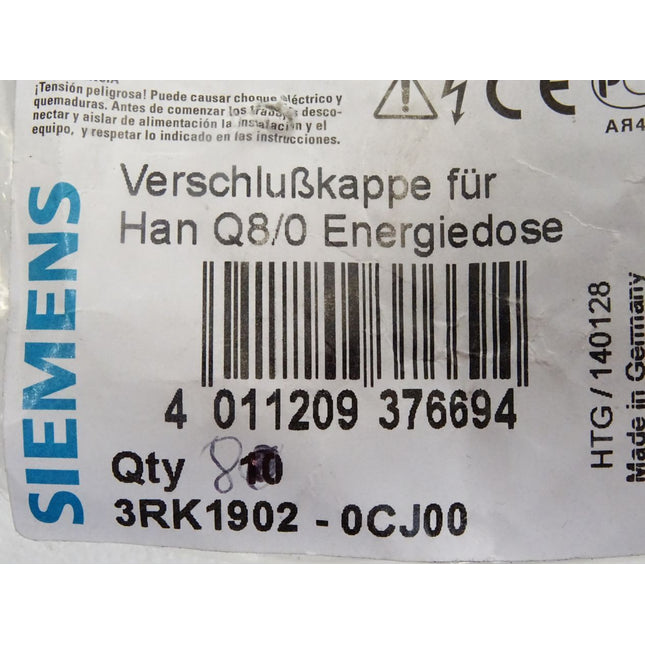 ¡Tensión peligrosa! Puede causar choque eléctrico y
quemaduras. Antes de comenzar los trabajos desco-
nectar y aislar de alimentación la instalación y el
equipo, y respetar lo indicado en las instrucciones.
CE
SIEMENS
Verschlußkappe für
Han Q8/0 Energiedose
4 011209 376694
Qty 8 10
3RK1902 - 0CJ00
HTG / 140128
Made in Germany